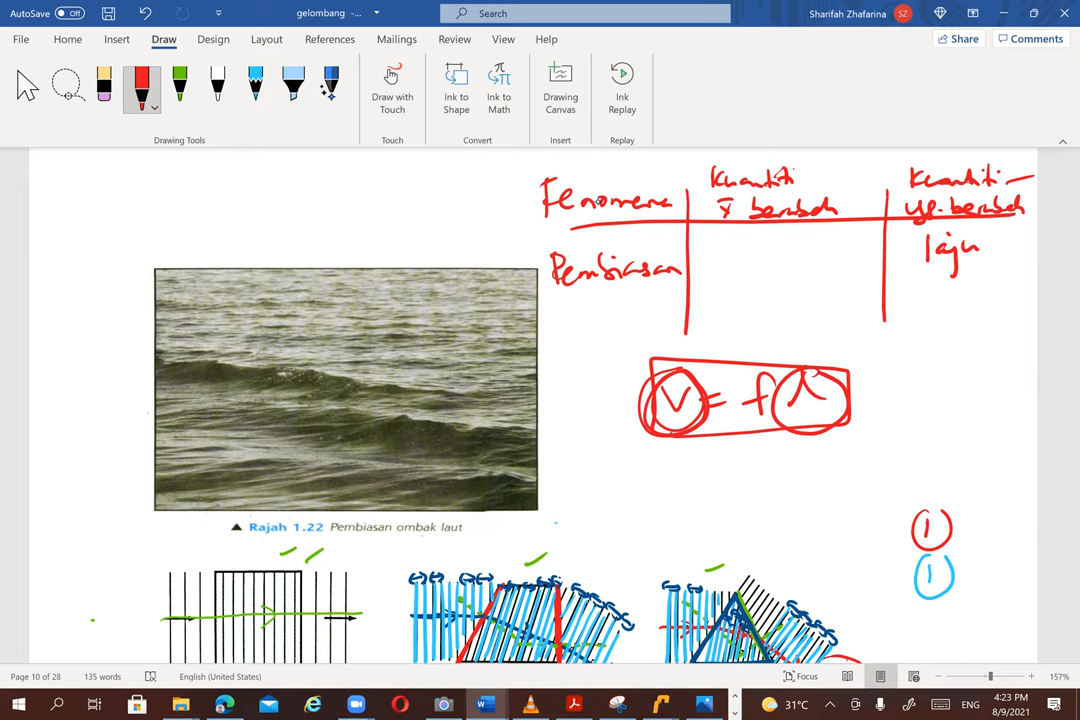 AutoSave Off
gelombang -...
Search
Sharifah Zhafarina
SZ
File Home Insert Draw Design Layout References Mailings Review View Help
Share
Comments
Draw with Touch
Ink to Shape
Ink to Math
Drawing Canvas
Ink Replay
Drawing Tools
Touch
Convert
Insert
Replay
Fenomena
Kuantiti x berubah
Kuantiti yg. berubah
Pembiasan
laju
v = fλ
▲ Rajah 1.22 Pembiasan ombak laut
1
1
Page 10 of 28
135 words
English (United States)
Focus
157%
31°C
4:23 PM
8/9/2021
3